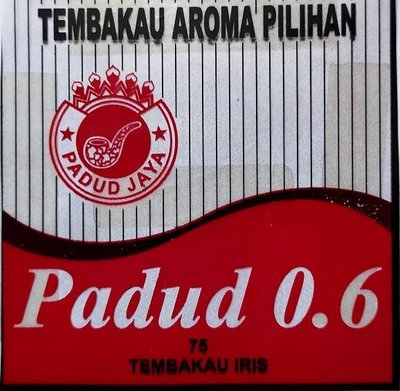 TEMBAKAU AROMA PILIHAN
PADUD JAYA
Padud 0.6
75
TEMBAKAU IRIS